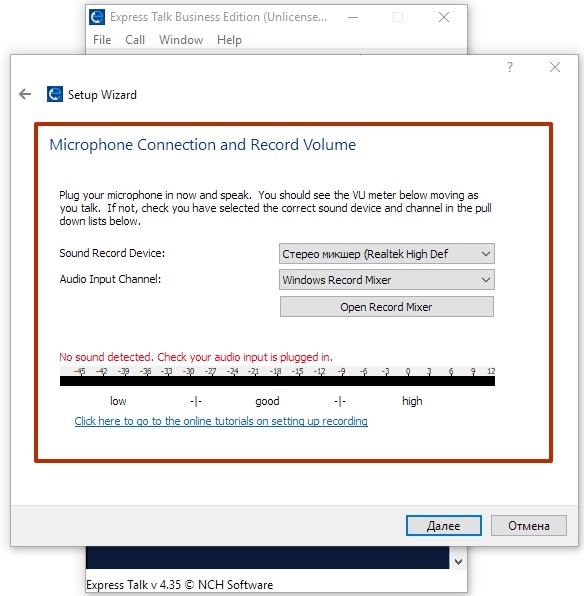 Express Talk Business Edition (Unlicense...
File Call Window Help
?
Setup Wizard
Microphone Connection and Record Volume
Plug your microphone in now and speak. You should see the VU meter below moving as
you talk. If not, check you have selected the correct sound device and channel in the pull
down lists below.
Sound Record Device: Стерео микшер (Realtek High Def
Audio Input Channel: Windows Record Mixer
Open Record Mixer
No sound detected. Check your audio input is plugged in.
-45 -42 -39 -36 -33 -30 -27 -24 -21 -18 -15 -12 -9 -6 -3 0 3 6 9 12
low -|- good -|- high
Click here to go to the online tutorials on setting up recording
Далее Отмена
Express Talk v 4.35 © NCH Software